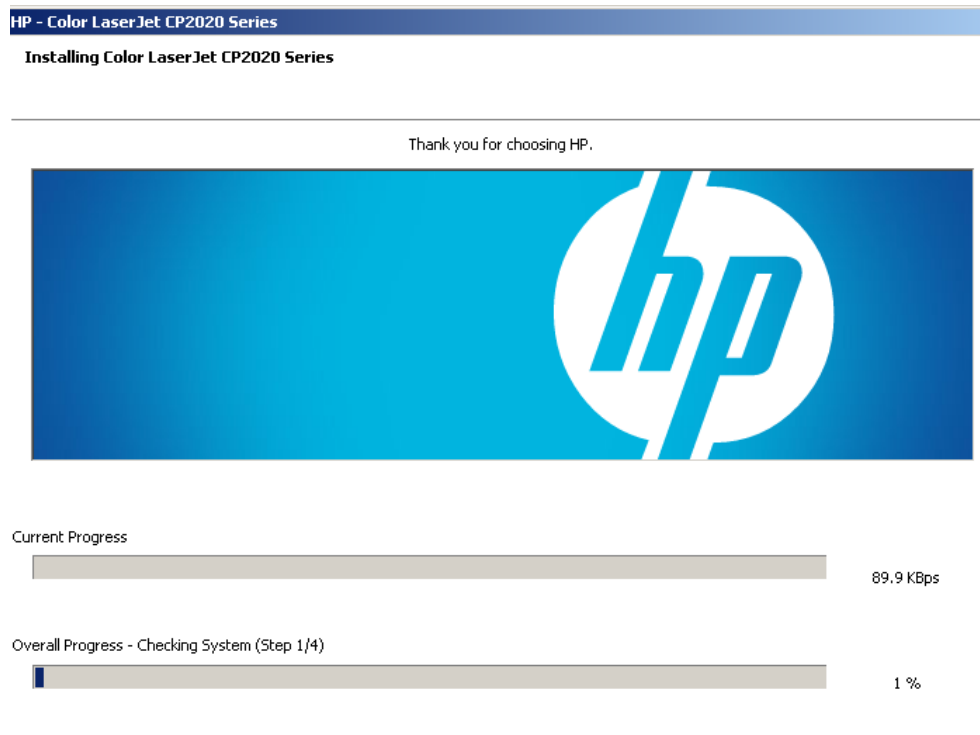 HP - Color LaserJet CP2020 Series
Installing Color LaserJet CP2020 Series
Thank you for choosing HP.
hp
Current Progress
89.9 KBps
Overall Progress - Checking System (Step 1/4)
1 %